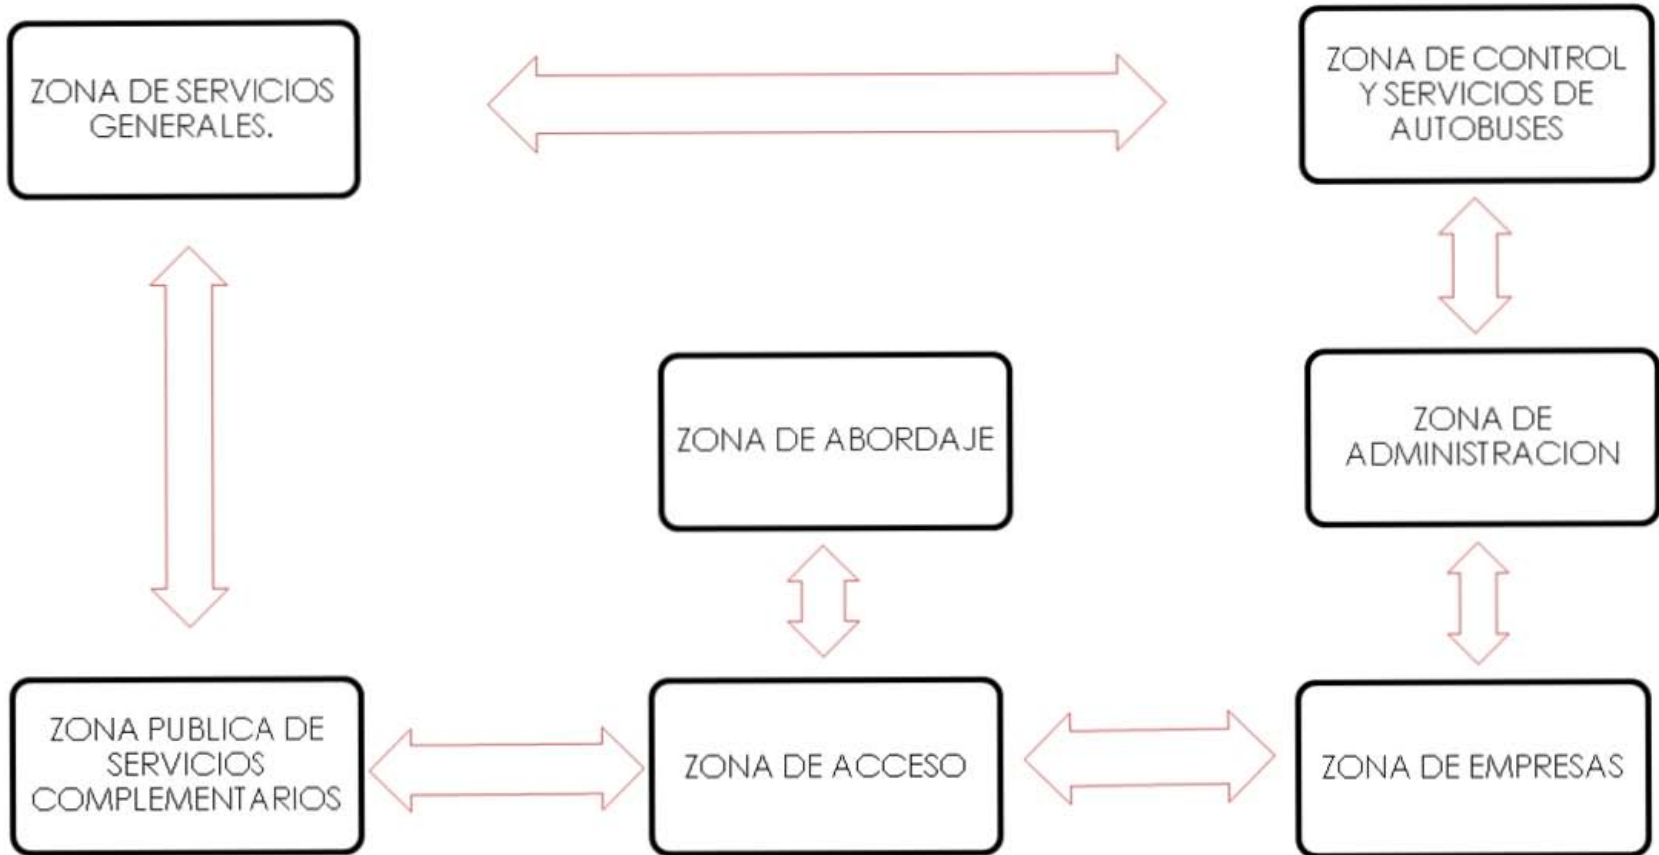 ZONA DE SERVICIOS
GENERALES.
ZONA DE CONTROL
Y SERVICIOS DE
AUTOBUSES
ZONA DE ABORDAJE
ZONA DE
ADMINISTRACION
ZONA PUBLICA DE
SERVICIOS
COMPLEMENTARIOS
ZONA DE ACCESO
ZONA DE EMPRESAS